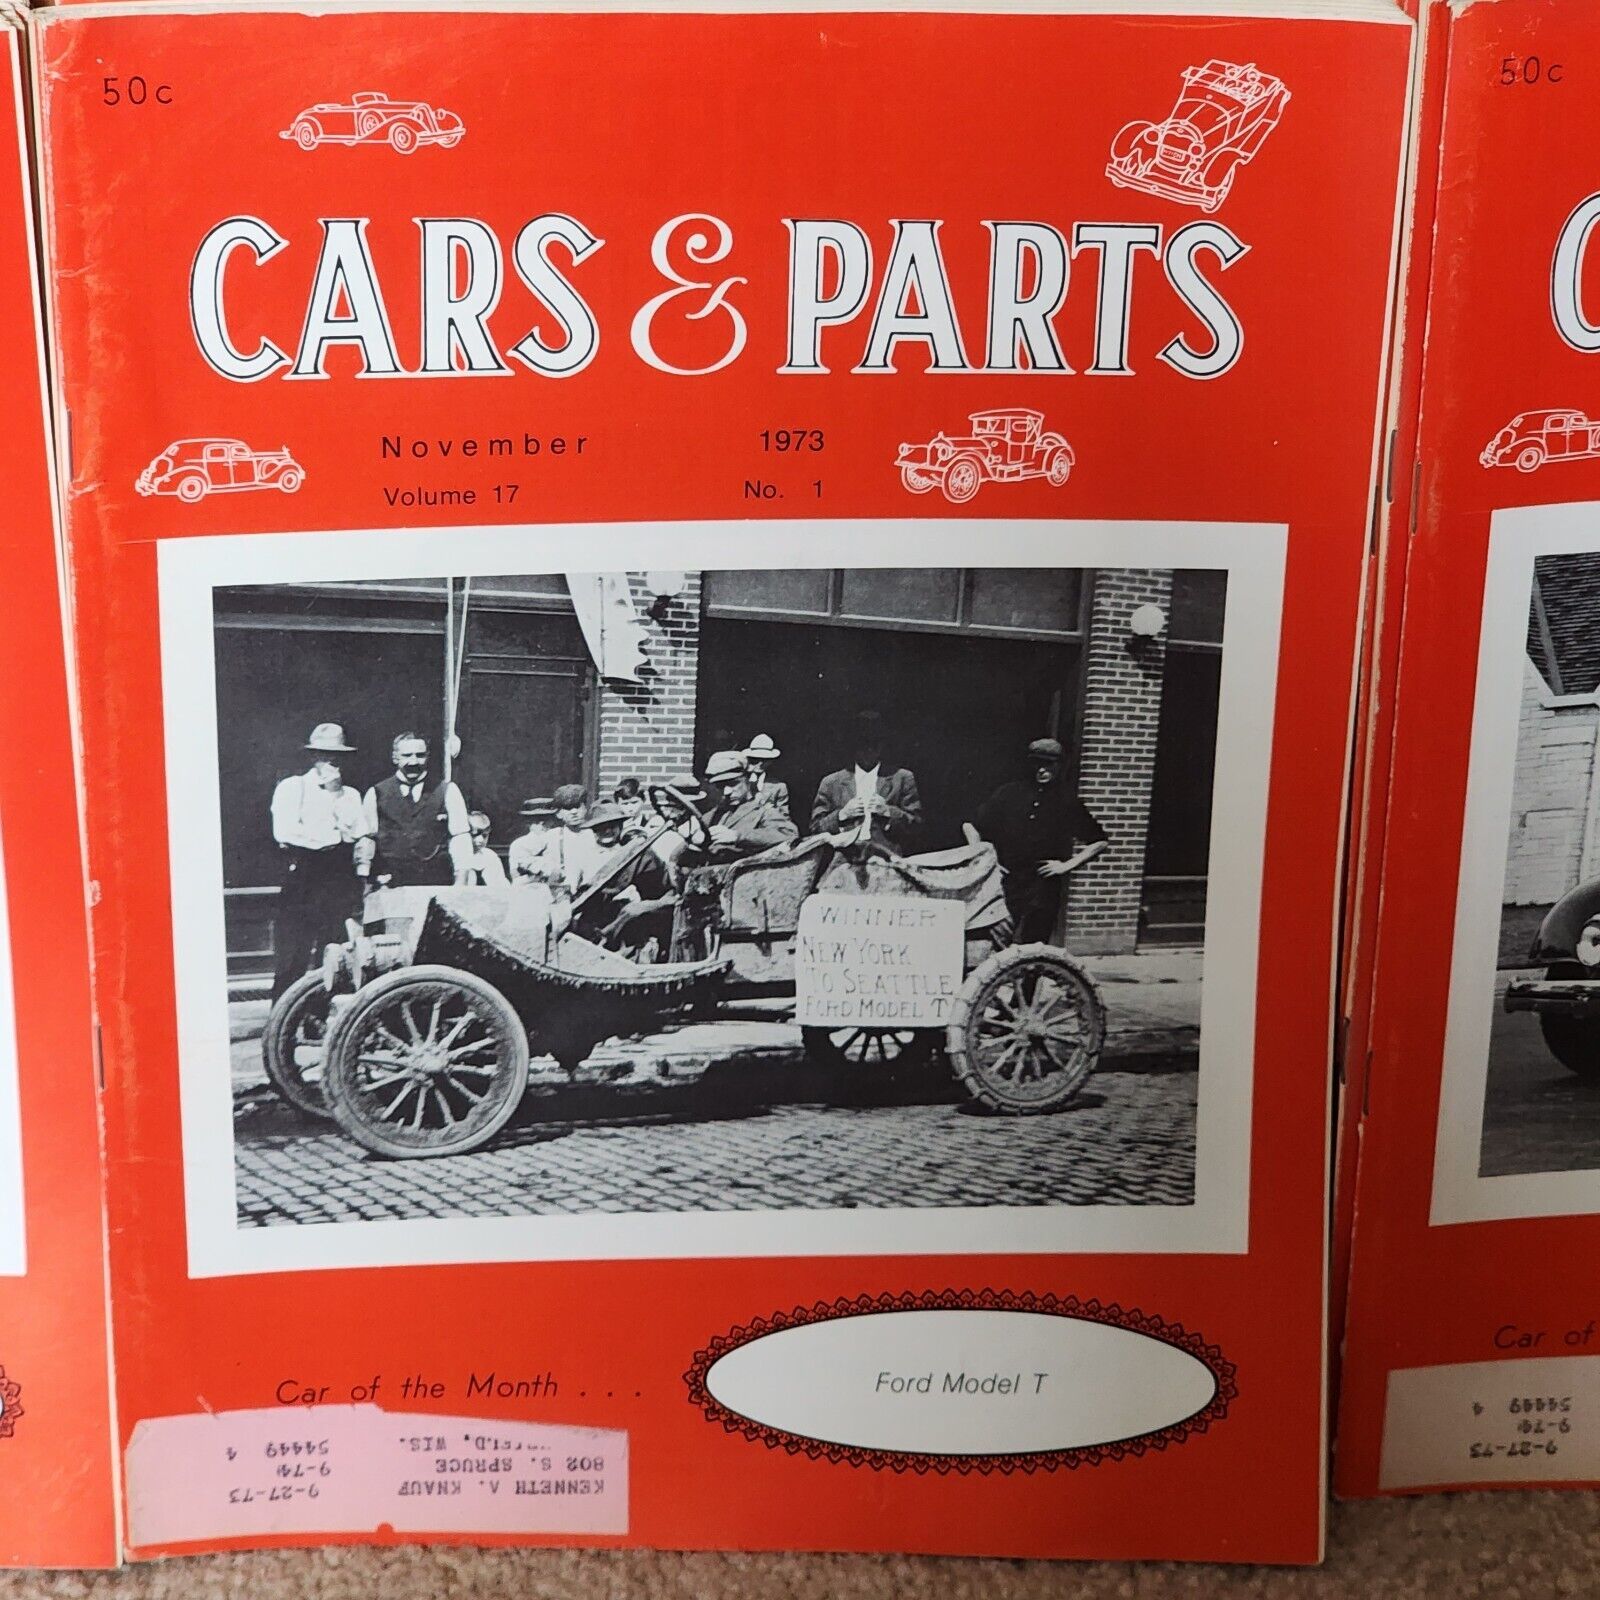 50c
CARS & PARTS
November 1973
Volume 17 No. 1
WINNER
NEW YORK
TO SEATTLE
FORD MODEL T
Car of the Month . . .
Ford Model T
KENNETH A. KNAUF 9-27-73
802 S. SPRUCE 9-74
WIS. 54449 4
50c
Car of
9-27-73
9-74
54449 4